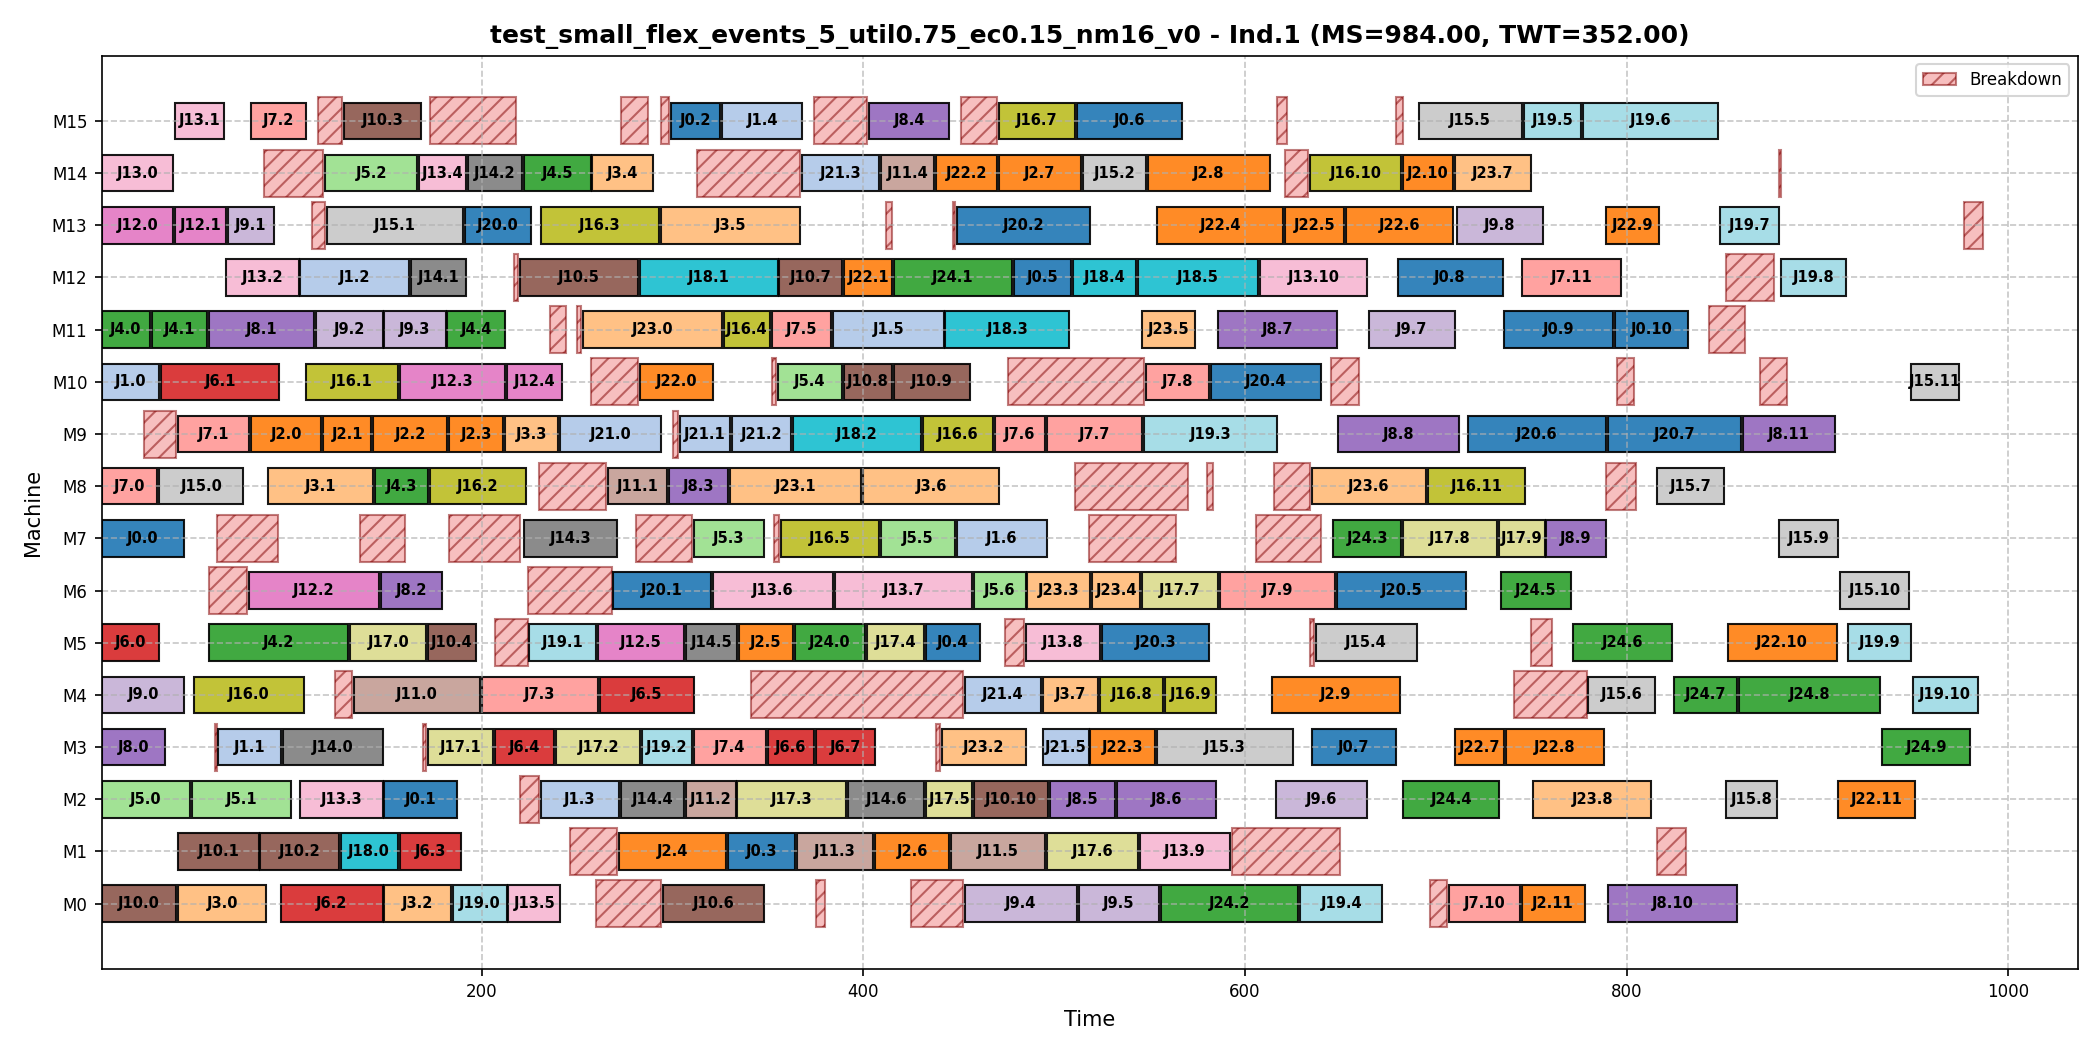 test_small_flex_events_5_util0.75_ec0.15_nm16_v0 - Ind.1 (MS=984.00, TWT=352.00)
Breakdown
M15 J13.1 J7.2 J10.3 J0.2 J1.4 J8.4 J16.7 J0.6 J15.5 J19.5 J19.6
M14 J13.0 J5.2 J13.4 J14.2 J4.5 J3.4 J21.3 J11.4 J22.2 J2.7 J15.2 J2.8 J16.10 J2.10 J23.7
M13 J12.0 J12.1 J9.1 J15.1 J20.0 J16.3 J3.5 J20.2 J22.4 J22.5 J22.6 J9.8 J22.9 J19.7
M12 J13.2 J1.2 J14.1 J10.5 J18.1 J10.7 J22.1 J24.1 J0.5 J18.4 J18.5 J13.10 J0.8 J7.11 J19.8
M11 J4.0 J4.1 J8.1 J9.2 J9.3 J4.4 J23.0 J16.4 J7.5 J1.5 J18.3 J23.5 J8.7 J9.7 J0.9 J0.10
M10 J1.0 J6.1 J16.1 J12.3 J12.4 J22.0 J5.4 J10.8 J10.9 J7.8 J20.4 J15.11
M9 J7.1 J2.0 J2.1 J2.2 J2.3 J3.3 J21.0 J21.1 J21.2 J18.2 J16.6 J7.6 J7.7 J19.3 J8.8 J20.6 J20.7 J8.11
M8 J7.0 J15.0 J3.1 J4.3 J16.2 J11.1 J8.3 J23.1 J3.6 J23.6 J16.11 J15.7
M7 J0.0 J14.3 J5.3 J16.5 J5.5 J1.6 J24.3 J17.8 J17.9 J8.9 J15.9
M6 J12.2 J8.2 J20.1 J13.6 J13.7 J5.6 J23.3 J23.4 J17.7 J7.9 J20.5 J24.5 J15.10
M5 J6.0 J4.2 J17.0 J10.4 J19.1 J12.5 J14.5 J2.5 J24.0 J17.4 J0.4 J13.8 J20.3 J15.4 J24.6 J22.10 J19.9
M4 J9.0 J16.0 J11.0 J7.3 J6.5 J21.4 J3.7 J16.8 J16.9 J2.9 J15.6 J24.7 J24.8 J19.10
M3 J8.0 J1.1 J14.0 J17.1 J6.4 J17.2 J19.2 J7.4 J6.6 J6.7 J23.2 J21.5 J22.3 J15.3 J0.7 J22.7 J22.8 J24.9
M2 J5.0 J5.1 J13.3 J0.1 J1.3 J14.4 J11.2 J17.3 J14.6 J17.5 J10.10 J8.5 J8.6 J9.6 J24.4 J23.8 J15.8 J22.11
M1 J10.1 J10.2 J18.0 J6.3 J2.4 J0.3 J11.3 J2.6 J11.5 J17.6 J13.9
M0 J10.0 J3.0 J6.2 J3.2 J19.0 J13.5 J10.6 J9.4 J9.5 J24.2 J19.4 J7.10 J2.11 J8.10
200 400 600 800 1000
Time
Machine